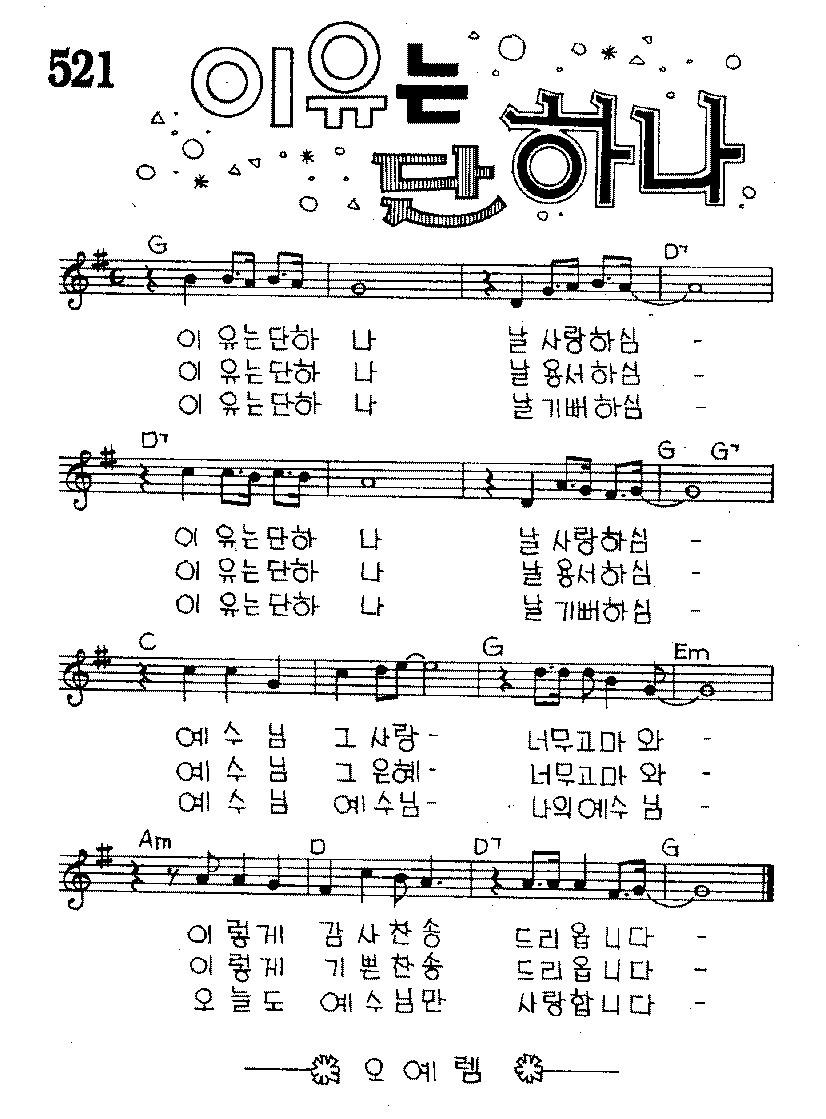 521
이유는
단 하나
G D7
이 유는단하 나 날 사랑하심 -
이 유는단하 나 날 용서하심 -
이 유는단하 나 날 기뻐하심 -
D7 G G7
이 유는단하 나 날 사랑하심 -
이 유는단하 나 날 용서하심 -
이 유는단하 나 날 기뻐하심 -
C G Em
예 수 님 그 사랑- 너무고마 와 -
예 수 님 그 은혜- 너무고마 와 -
예 수 님 예수님- 나의예수 님 -
Am D D7 G
이 렇 게 감 사 찬 송 드리옵니다 -
이 렇 게 기 쁜 찬 송 드리옵니다 -
오 늘 도 예 수 님 만 사랑합니다 -
오 예 렘